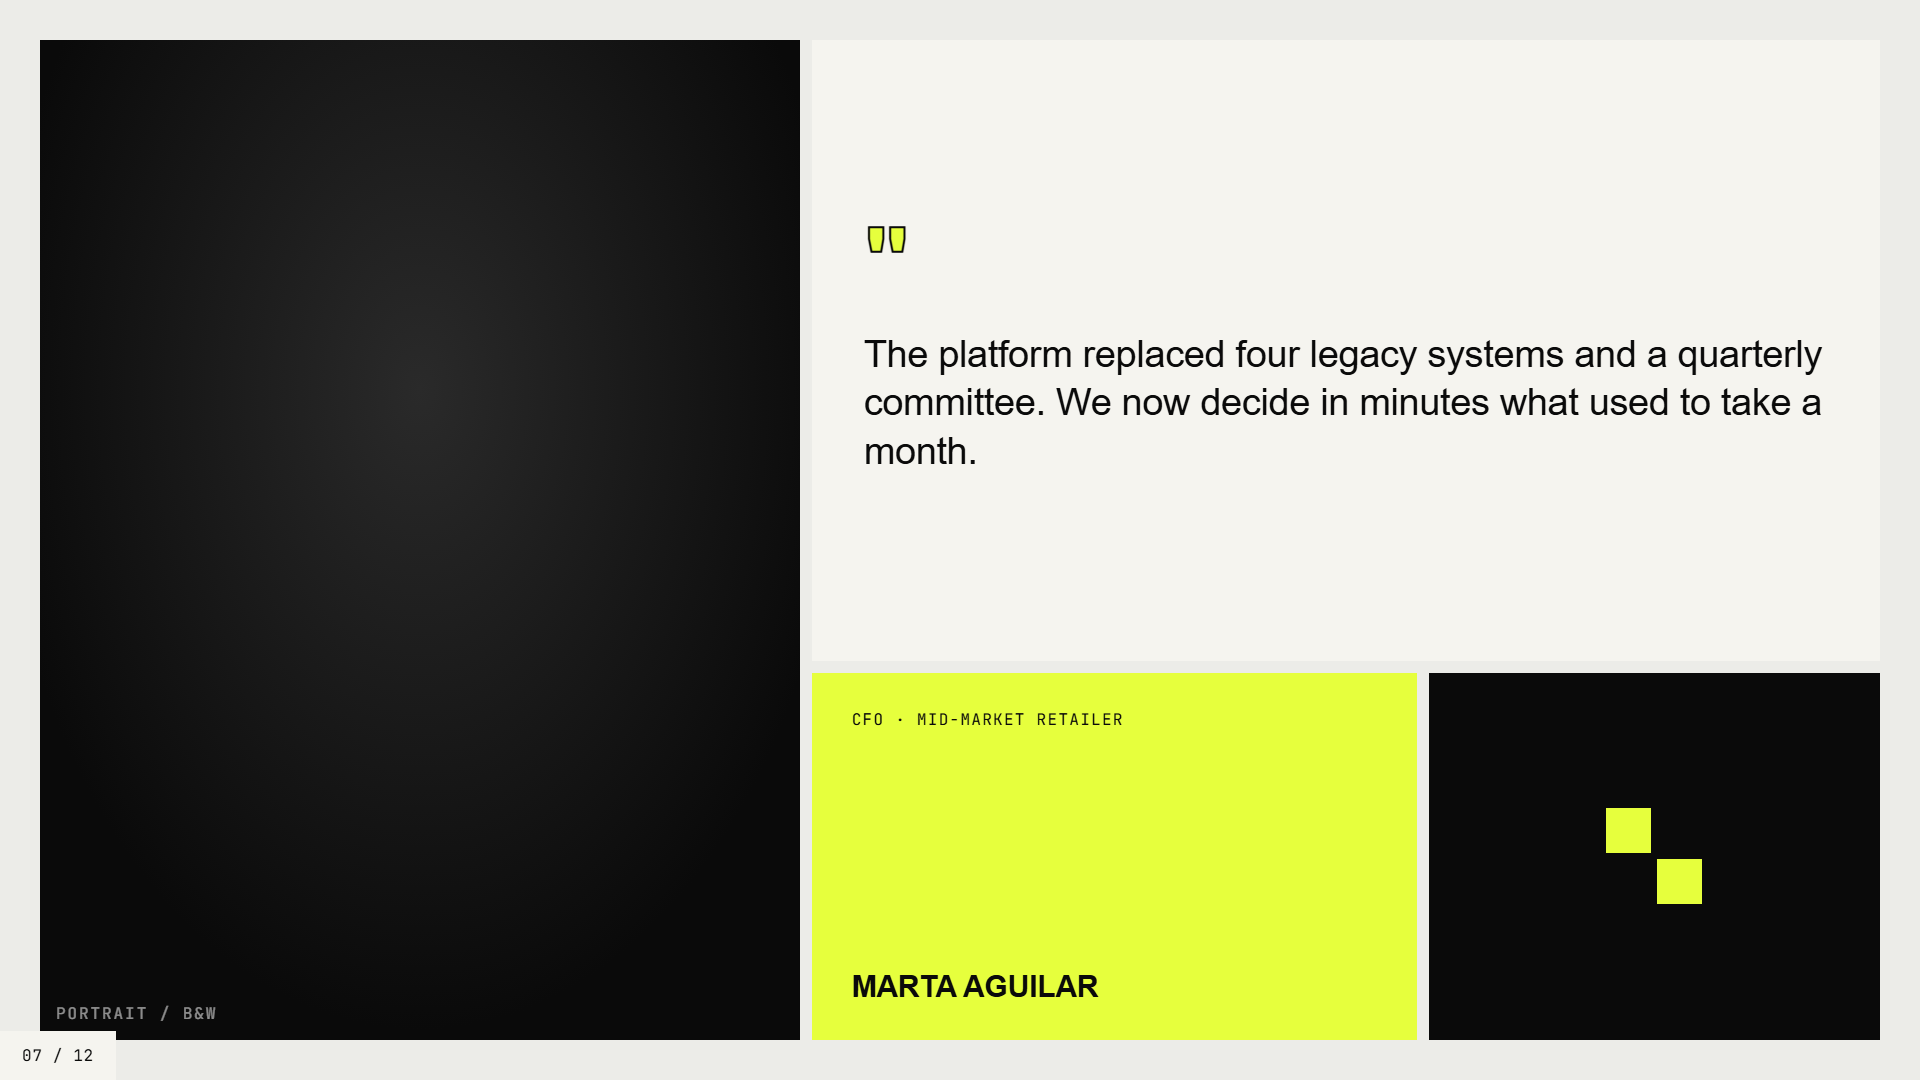 "
The platform replaced four legacy systems and a quarterly
committee. We now decide in minutes what used to take a
month.
CFO · MID-MARKET RETAILER
MARTA AGUILAR
PORTRAIT / B&W
07 / 12